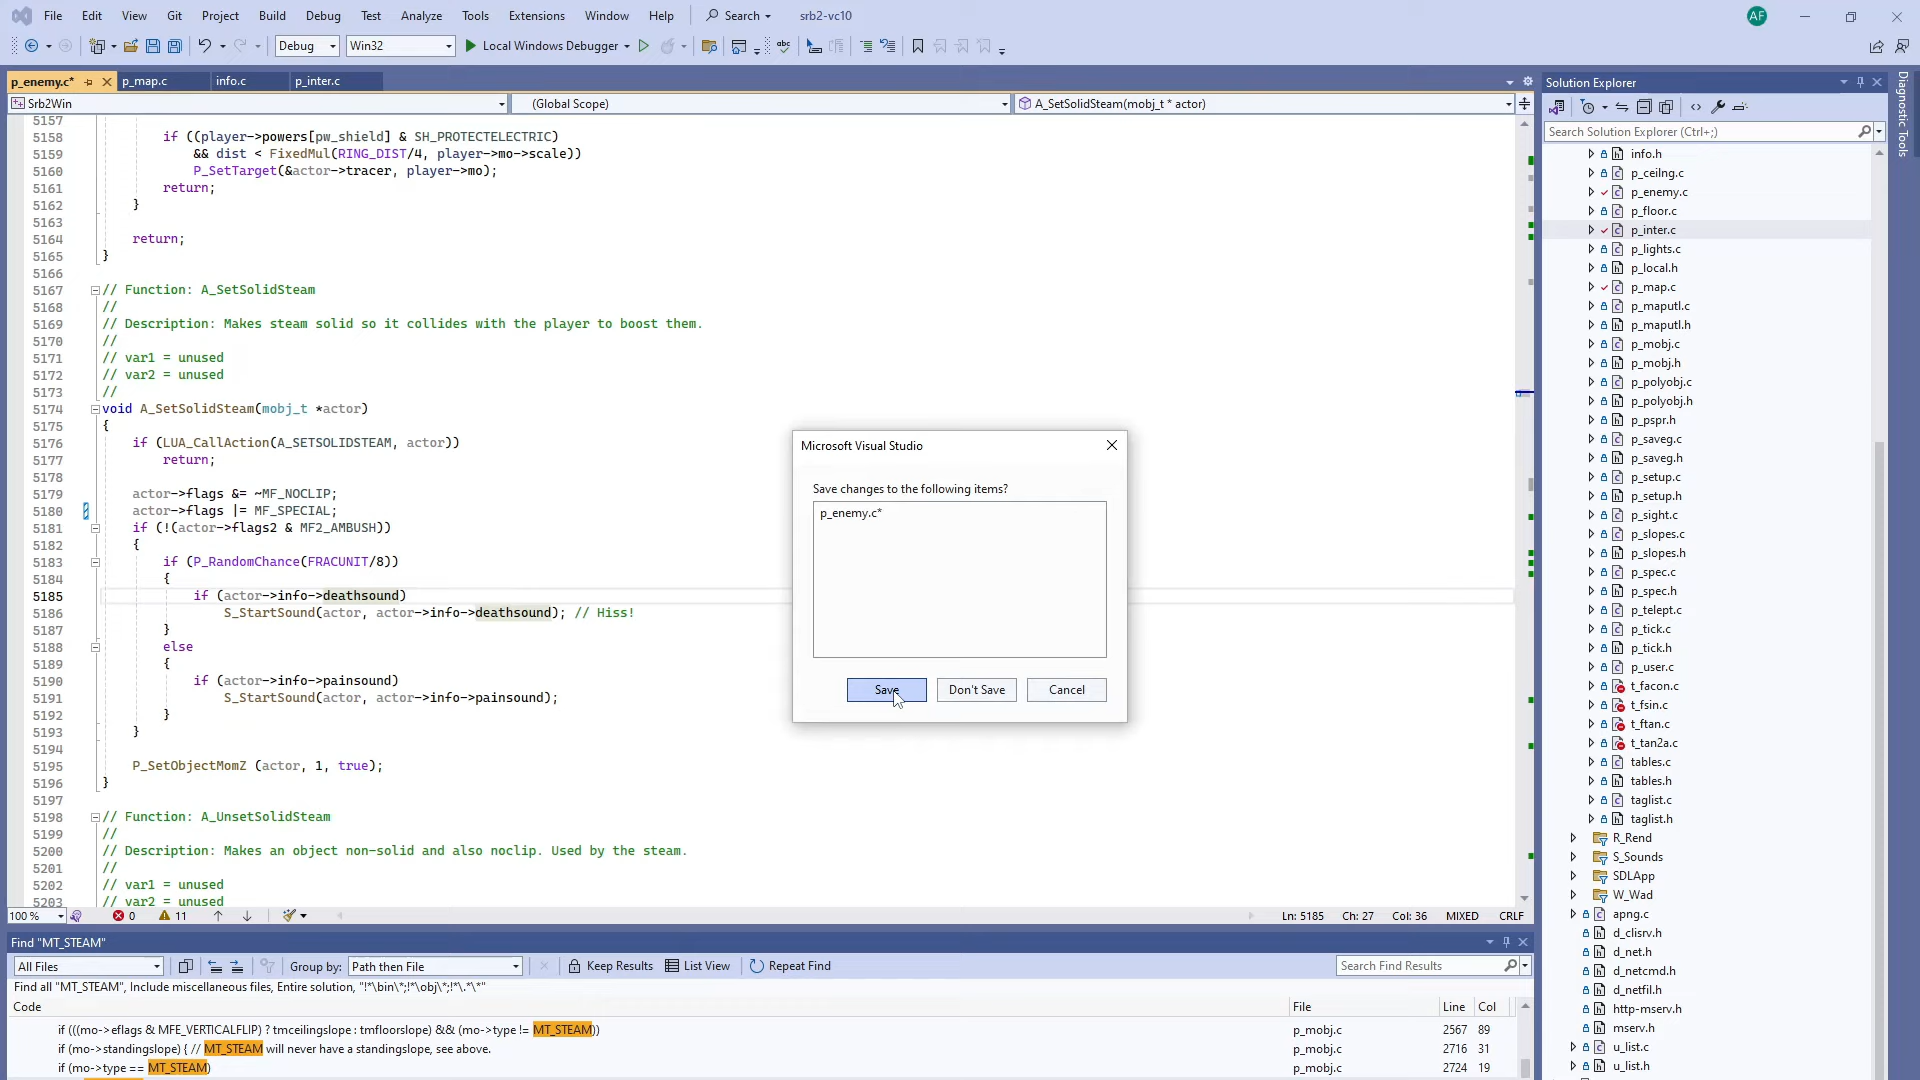 File Edit View Git Project Build Debug Test Analyze Tools Extensions Window Help Search srb2-vc10 AF
Debug Win32 Local Windows Debugger
p_enemy.c* p_map.c info.c p_inter.c
Srb2Win (Global Scope) A_SetSolidSteam(mobj_t * actor)
5157
5158 if ((player->powers[pw_shield] & SH_PROTECTELECTRIC)
5159 && dist < FixedMul(RING_DIST/4, player->mo->scale))
5160 P_SetTarget(&actor->tracer, player->mo);
5161 return;
5162 }
5163
5164 return;
5165 }
5166
5167 // Function: A_SetSolidSteam
5168 //
5169 // Description: Makes steam solid so it collides with the player to boost them.
5170 //
5171 // var1 = unused
5172 // var2 = unused
5173 //
5174 void A_SetSolidSteam(mobj_t *actor)
5175 {
5176 if (LUA_CallAction(A_SETSOLIDSTEAM, actor))
5177 return;
5178
5179 actor->flags &= ~MF_NOCLIP;
5180 actor->flags |= MF_SPECIAL;
5181 if (!(actor->flags2 & MF2_AMBUSH))
5182 {
5183 if (P_RandomChance(FRACUNIT/8))
5184 {
5185 if (actor->info->deathsound)
5186 S_StartSound(actor, actor->info->deathsound); // Hiss!
5187 }
5188 else
5189 {
5190 if (actor->info->painsound)
5191 S_StartSound(actor, actor->info->painsound);
5192 }
5193 }
5194
5195 P_SetObjectMomZ (actor, 1, true);
5196 }
5197
5198 // Function: A_UnsetSolidSteam
5199 //
5200 // Description: Makes an object non-solid and also noclip. Used by the steam.
5201 //
5202 // var1 = unused
5203 // var2 = unused
100 % 0 11 Ln: 5185 Ch: 27 Col: 36 MIXED CRLF
Microsoft Visual Studio
Save changes to the following items?
p_enemy.c*
Save Don't Save Cancel
Find "MT_STEAM"
All Files Group by: Path then File Keep Results List View Repeat Find Search Find Results
Find all "MT_STEAM", Include miscellaneous files, Entire solution, "!*\bin\*;!*\obj\*;!*\.*\*"
Code File Line Col
if (((mo->eflags & MFE_VERTICALFLIP) ? tmceilingslope : tmfloorslope) && (mo->type != MT_STEAM)) p_mobj.c 2567 89
if (mo->standingslope) { // MT_STEAM will never have a standingslope, see above. p_mobj.c 2716 31
if (mo->type == MT_STEAM) p_mobj.c 2724 19
Solution Explorer
Search Solution Explorer (Ctrl+;)
info.h
p_ceilng.c
p_enemy.c
p_floor.c
p_inter.c
p_lights.c
p_local.h
p_map.c
p_maputl.c
p_maputl.h
p_mobj.c
p_mobj.h
p_polyobj.c
p_polyobj.h
p_pspr.h
p_saveg.c
p_saveg.h
p_setup.c
p_setup.h
p_sight.c
p_slopes.c
p_slopes.h
p_spec.c
p_spec.h
p_telept.c
p_tick.c
p_tick.h
p_user.c
t_facon.c
t_fsin.c
t_ftan.c
t_tan2a.c
tables.c
tables.h
taglist.c
taglist.h
R_Rend
S_Sounds
SDLApp
W_Wad
apng.c
d_clisrv.h
d_net.h
d_netcmd.h
d_netfil.h
http-mserv.h
mserv.h
u_list.c
u_list.h
Diagnostic Tools